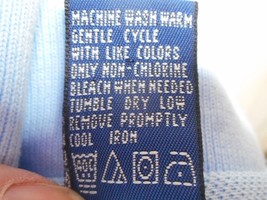 MACHINE WASH WARM
GENTLE CYCLE
WITH LIKE COLORS
ONLY NON-CHLORINE
BLEACH WHEN NEEDED
TUMBLE DRY LOW
REMOVE PROMPTLY
COOL IRON